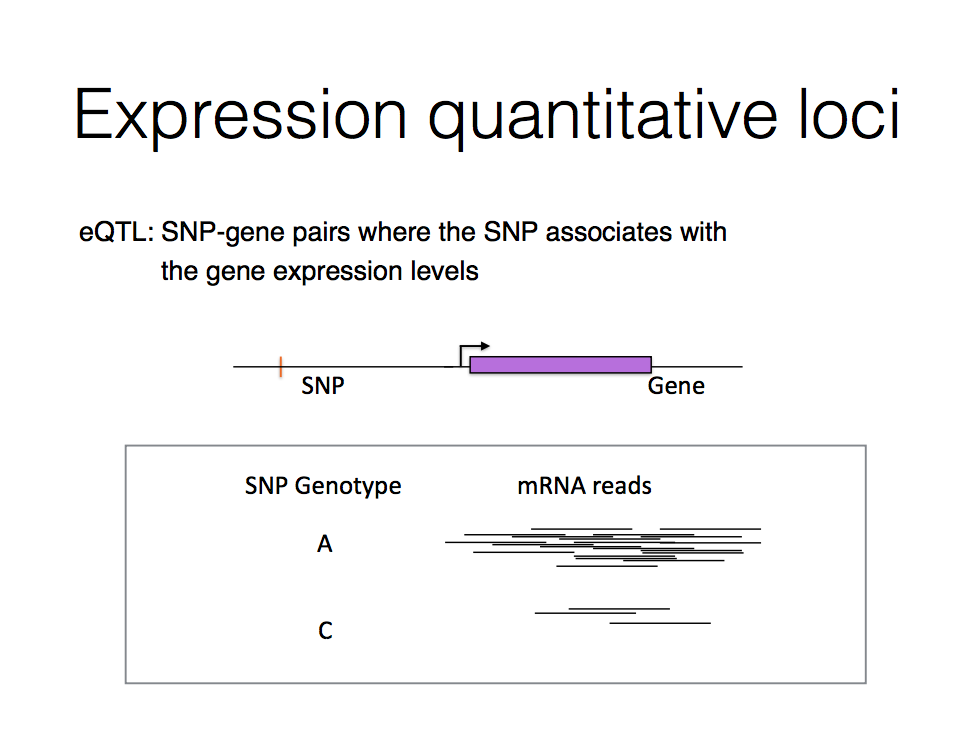 Expression quantitative loci
eQTL: SNP-gene pairs where the SNP associates with
the gene expression levels
SNP
Gene
SNP Genotype mRNA reads
A
C